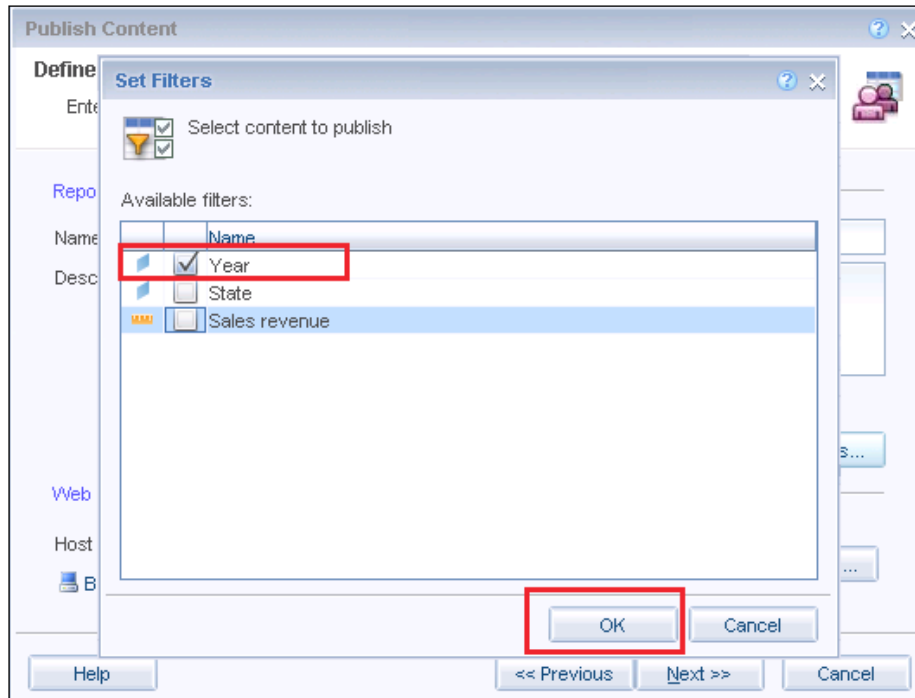 Publish Content
Define
Set Filters
Ente
Select content to publish
Repo
Available filters:
Name
Name
Year
Desc
State
Sales revenue
s...
Web
Host
...
B
OK
Cancel
Help
<< Previous
Next >>
Cancel